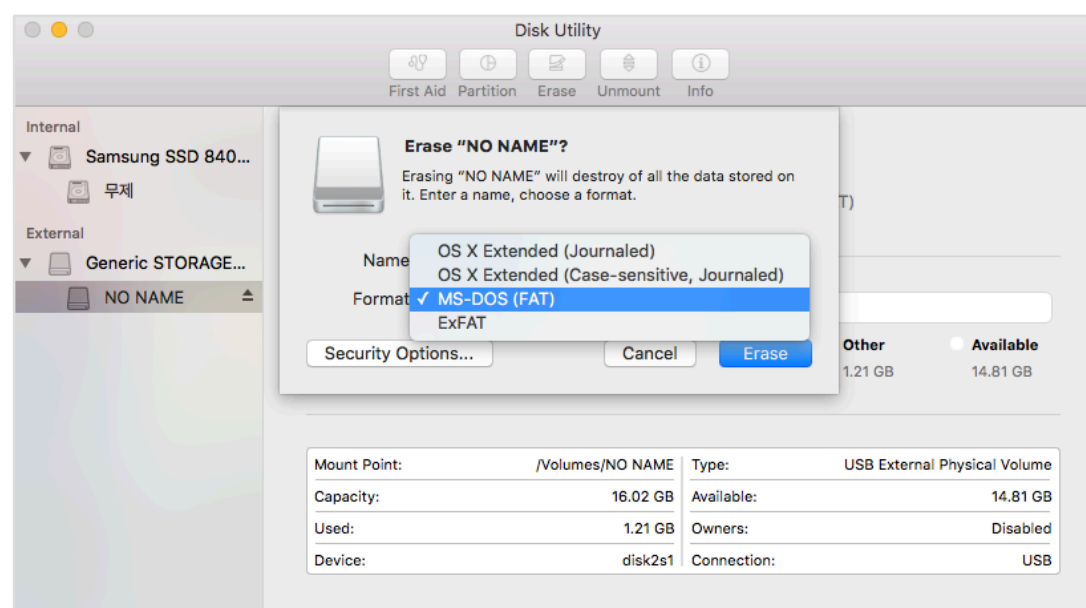 Disk Utility
First Aid Partition Erase Unmount Info
Internal
Samsung SSD 840...
무제
External
Generic STORAGE...
NO NAME
Erase “NO NAME”?
Erasing “NO NAME” will destroy of all the data stored on
it. Enter a name, choose a format.
T)
Name
OS X Extended (Journaled)
OS X Extended (Case-sensitive, Journaled)
Format ✓ MS-DOS (FAT)
ExFAT
Security Options... Cancel Erase
Other Available
1.21 GB 14.81 GB
Mount Point: /Volumes/NO NAME Type: USB External Physical Volume
Capacity: 16.02 GB Available: 14.81 GB
Used: 1.21 GB Owners: Disabled
Device: disk2s1 Connection: USB